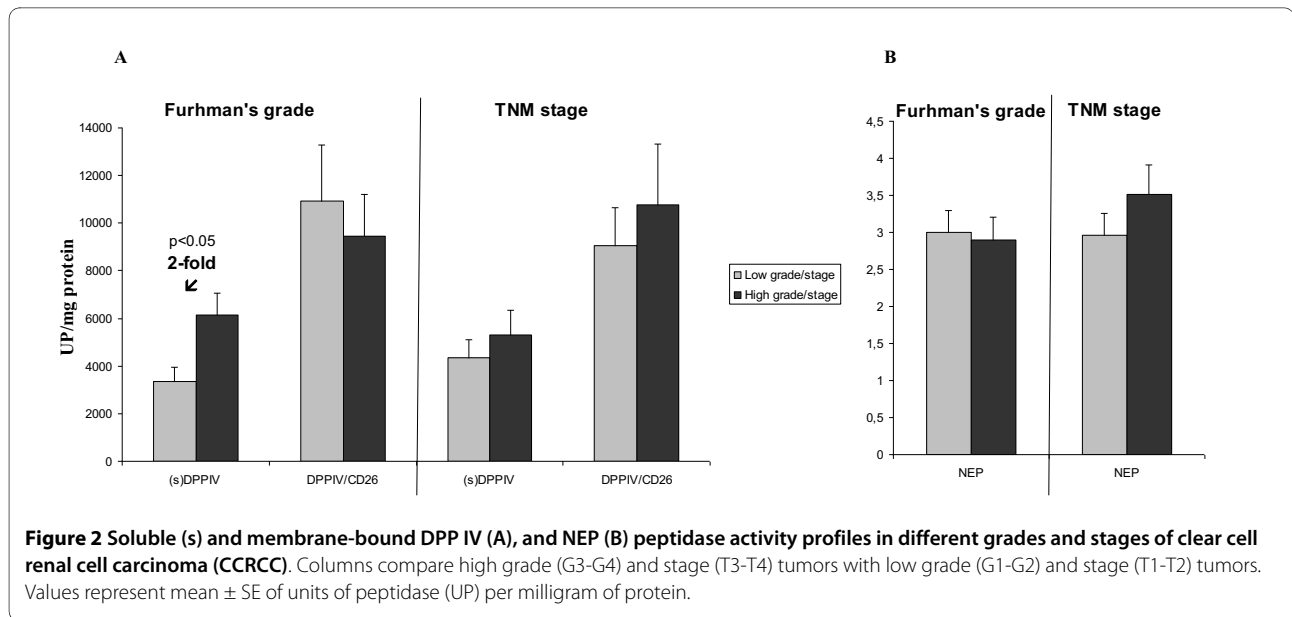 A
Furhman's grade
TNM stage
UP/mg protein
14000
12000
10000
8000
6000
4000
2000
0
p<0.05
2-fold
(s)DPPIV
DPPIV/CD26
(s)DPPIV
DPPIV/CD26
Low grade/stage
High grade/stage
B
Furhman's grade
TNM stage
4,5
4
3,5
3
2,5
2
1,5
1
0,5
0
NEP
NEP
Figure 2 Soluble (s) and membrane-bound DPP IV (A), and NEP (B) peptidase activity profiles in different grades and stages of clear cell
renal cell carcinoma (CCRCC). Columns compare high grade (G3-G4) and stage (T3-T4) tumors with low grade (G1-G2) and stage (T1-T2) tumors.
Values represent mean ± SE of units of peptidase (UP) per milligram of protein.